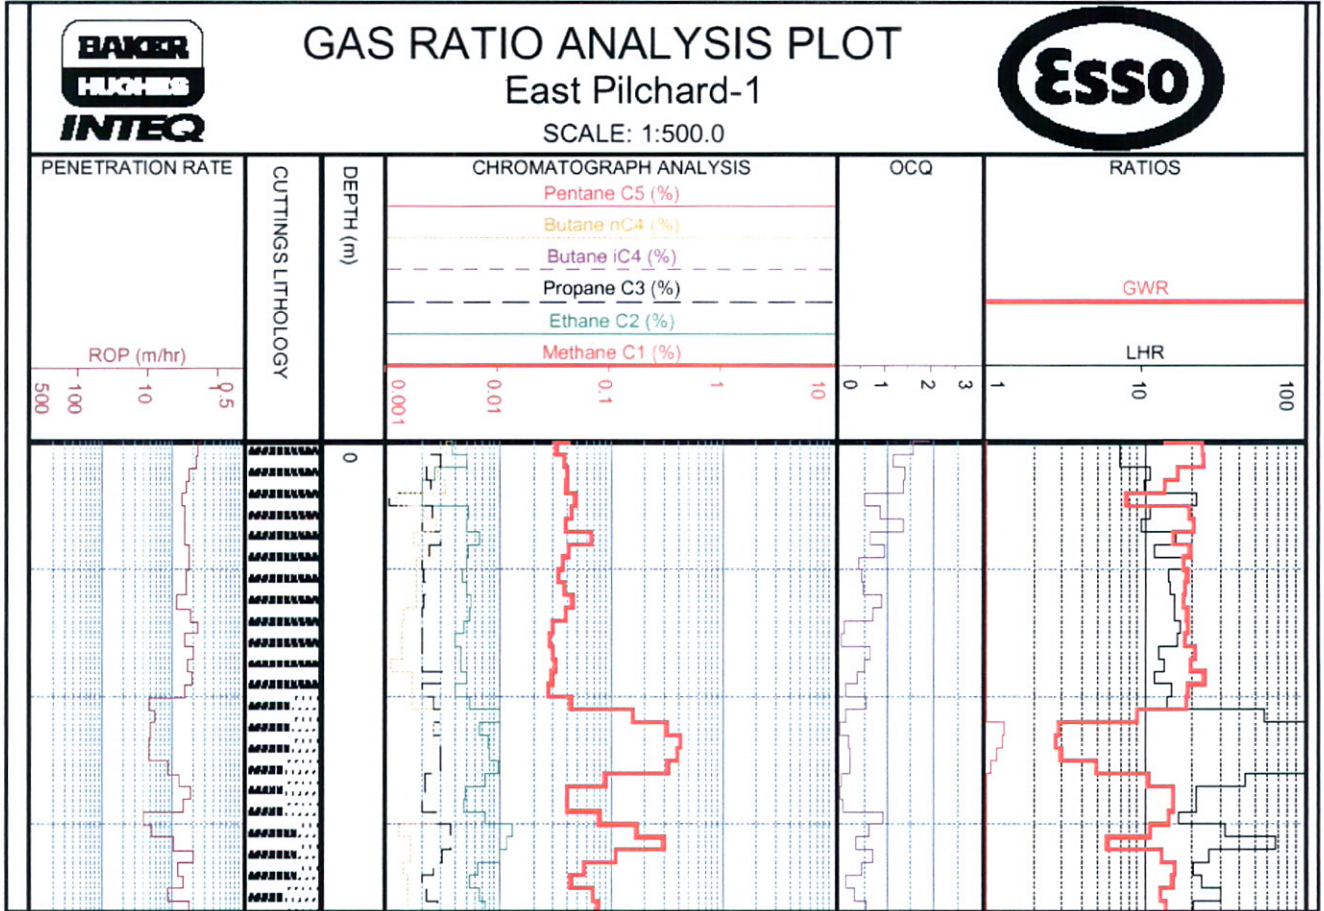 BAKER
HUGHES
INTEQ
GAS RATIO ANALYSIS PLOT
East Pilchard-1
SCALE: 1:500.0
Esso
PENETRATION RATE
ROP (m/hr)
500 100 10 0.5
CUTTINGS LITHOLOGY
DEPTH (m)
CHROMATOGRAPH ANALYSIS
Pentane C5 (%)
Butane nC4 (%)
Butane iC4 (%)
Propane C3 (%)
Ethane C2 (%)
Methane C1 (%)
0.001 0.01 0.1 1 10
OCQ
0 1 2 3
RATIOS
GWR
LHR
1 10 100
0